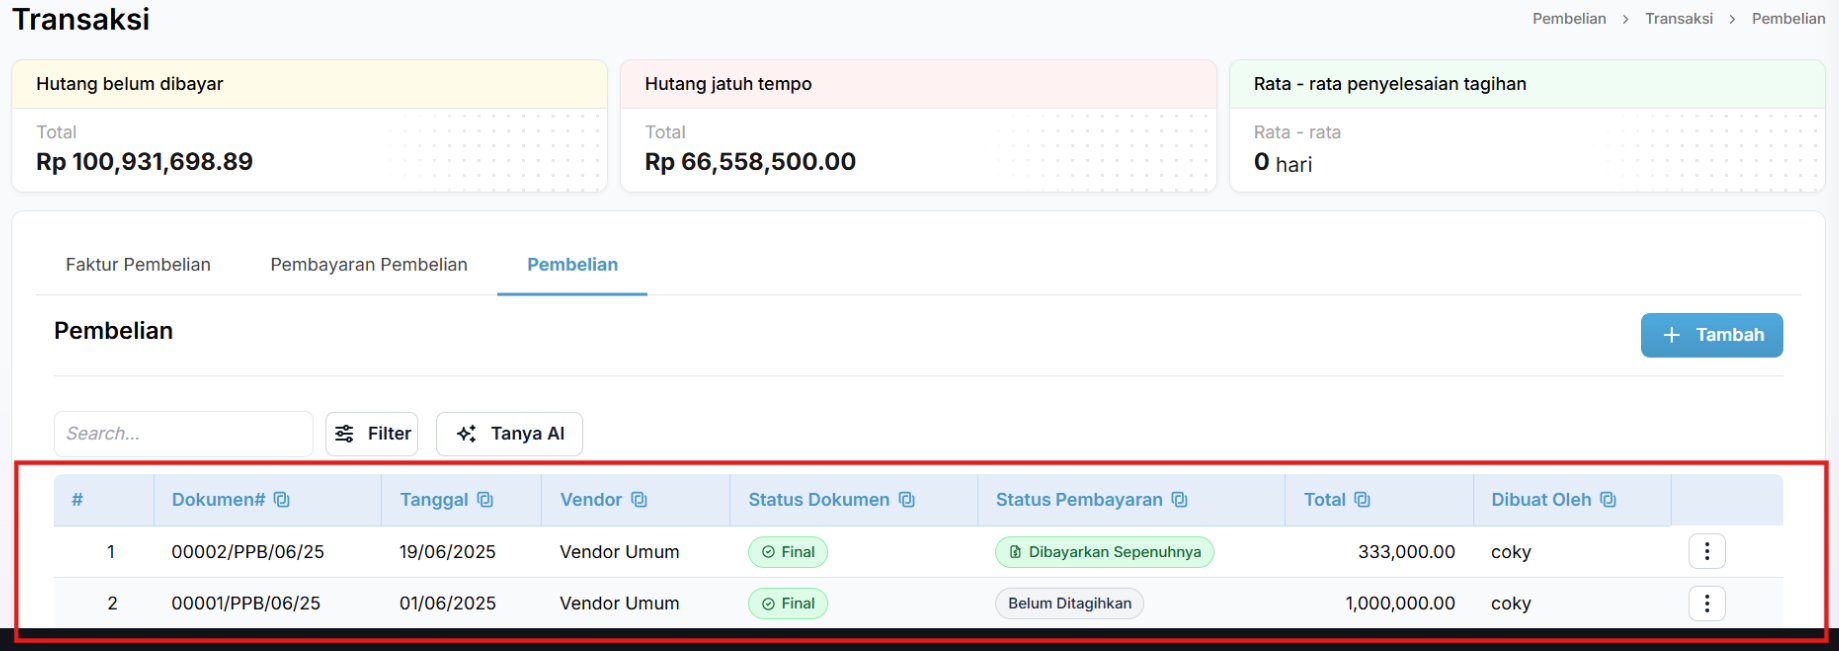 Transaksi
Pembelian > Transaksi > Pembelian
Hutang belum dibayar
Total
Rp 100,931,698.89
Hutang jatuh tempo
Total
Rp 66,558,500.00
Rata - rata penyelesaian tagihan
Rata - rata
0 hari
Faktur Pembelian Pembayaran Pembelian Pembelian
Pembelian
+ Tambah
Search... Filter Tanya AI
# Dokumen# Tanggal Vendor Status Dokumen Status Pembayaran Total Dibuat Oleh
1 00002/PPB/06/25 19/06/2025 Vendor Umum Final Dibayarkan Sepenuhnya 333,000.00 coky
2 00001/PPB/06/25 01/06/2025 Vendor Umum Final Belum Ditagihkan 1,000,000.00 coky